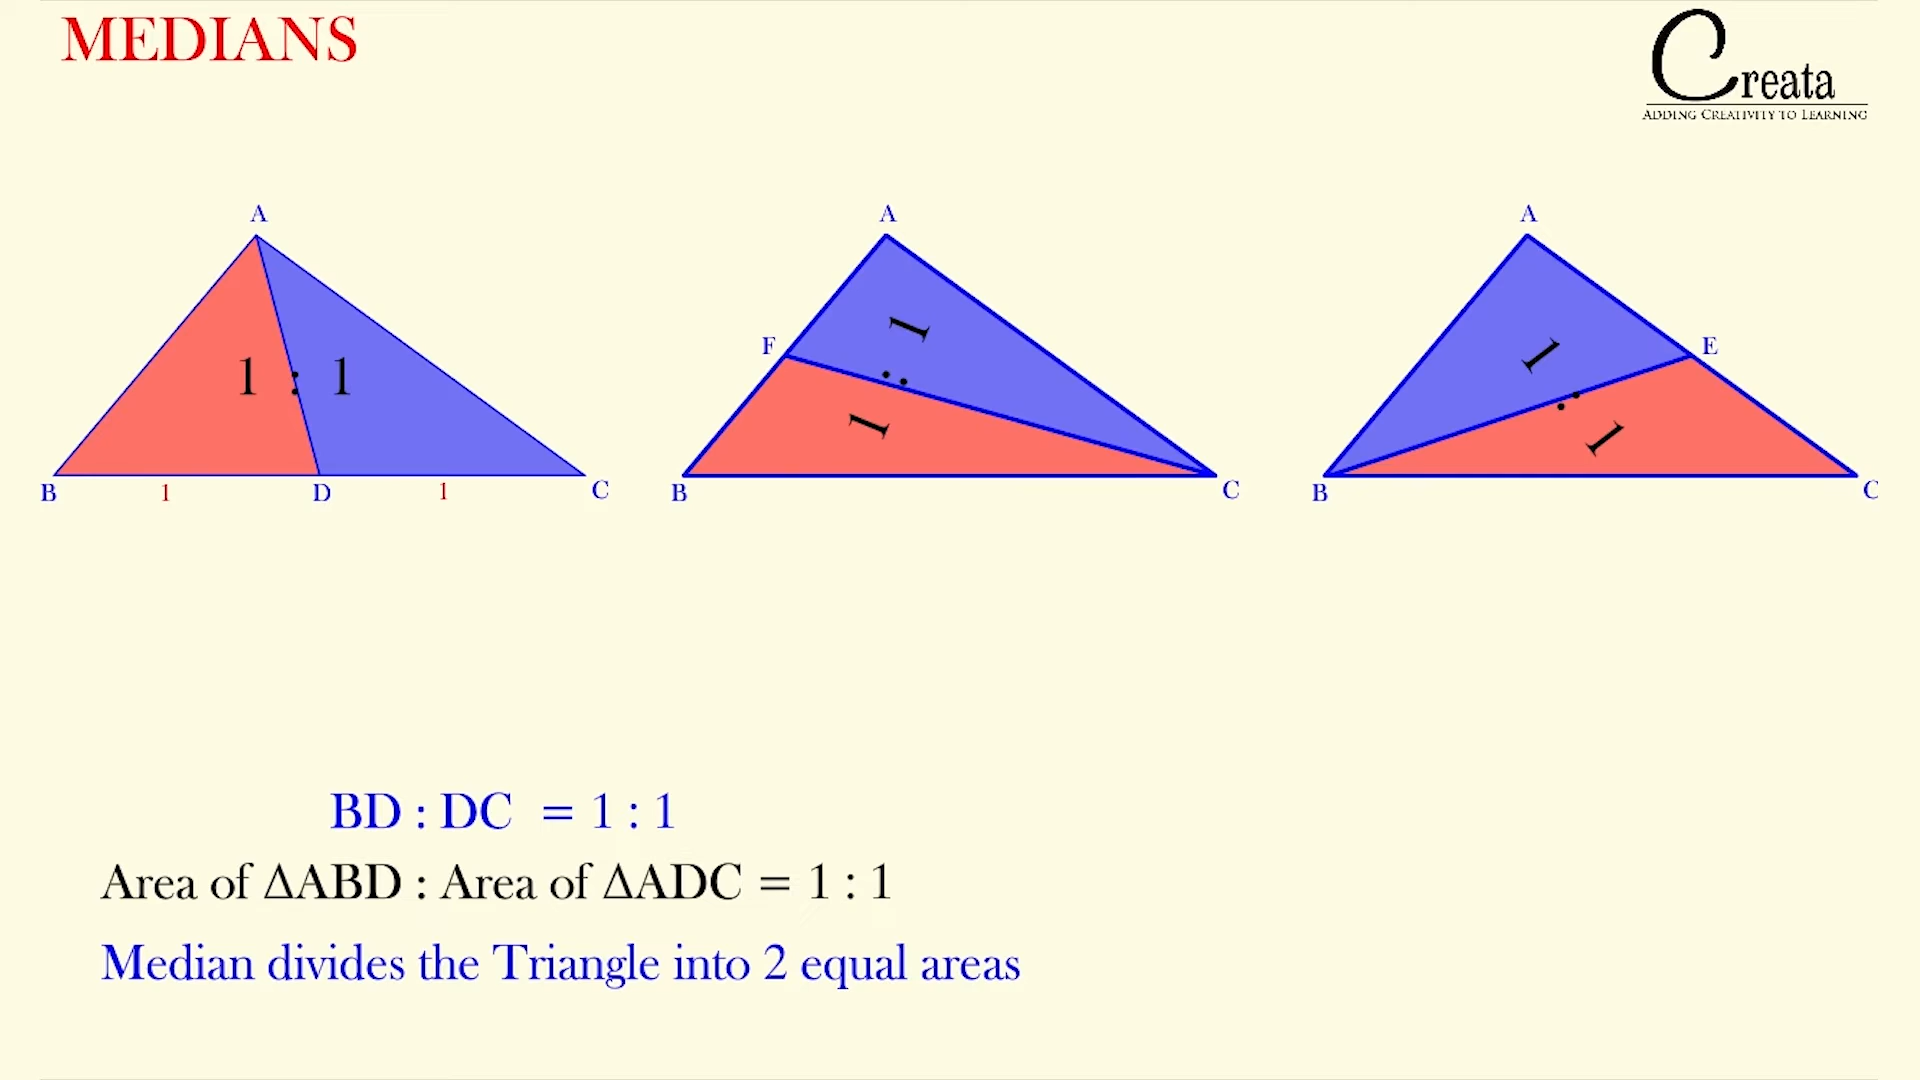 MEDIANS
Creata
ADDING CREATIVITY TO LEARNING
A
1 : 1
B 1 D 1 C
A
F
1
:
1
B C
A
E
1
:
1
B C
BD : DC = 1 : 1
Area of ΔABD : Area of ΔADC = 1 : 1
Median divides the Triangle into 2 equal areas